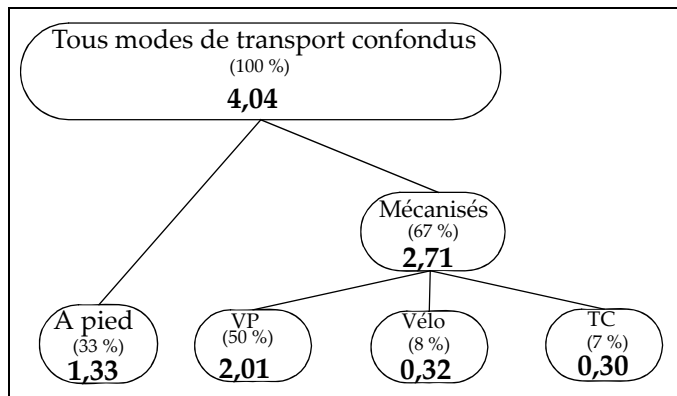 Tous modes de transport confondus
(100 %)
4,04
Mécanisés
(67 %)
2,71
A pied
(33 %)
1,33
VP
(50 %)
2,01
Vélo
(8 %)
0,32
TC
(7 %)
0,30